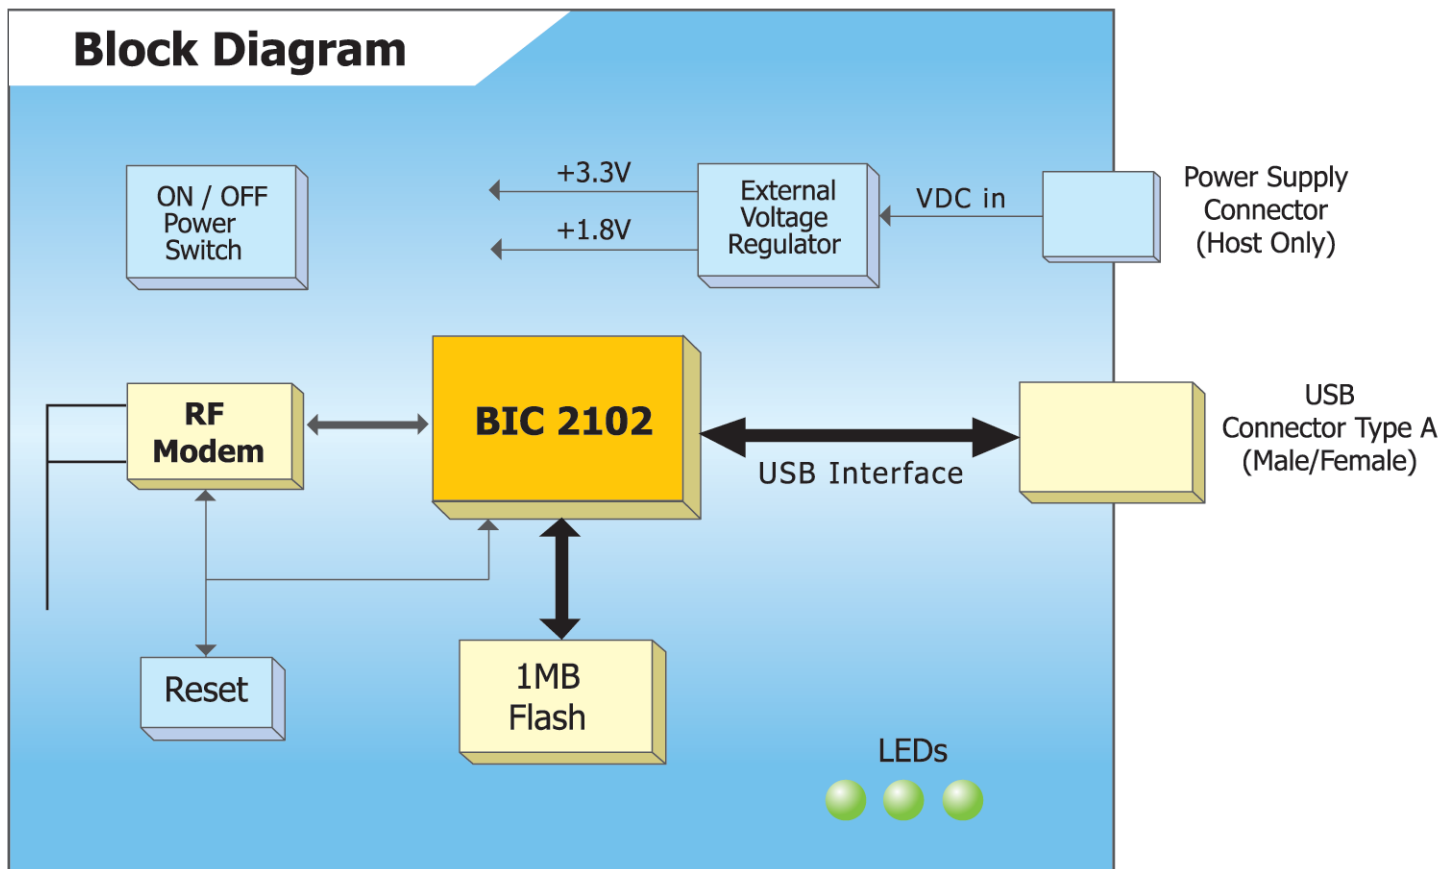 Block Diagram
ON / OFF
Power
Switch
+3.3V
+1.8V
External
Voltage
Regulator
VDC in
Power Supply
Connector
(Host Only)
RF
Modem
BIC 2102
USB Interface
USB
Connector Type A
(Male/Female)
Reset
1MB
Flash
LEDs